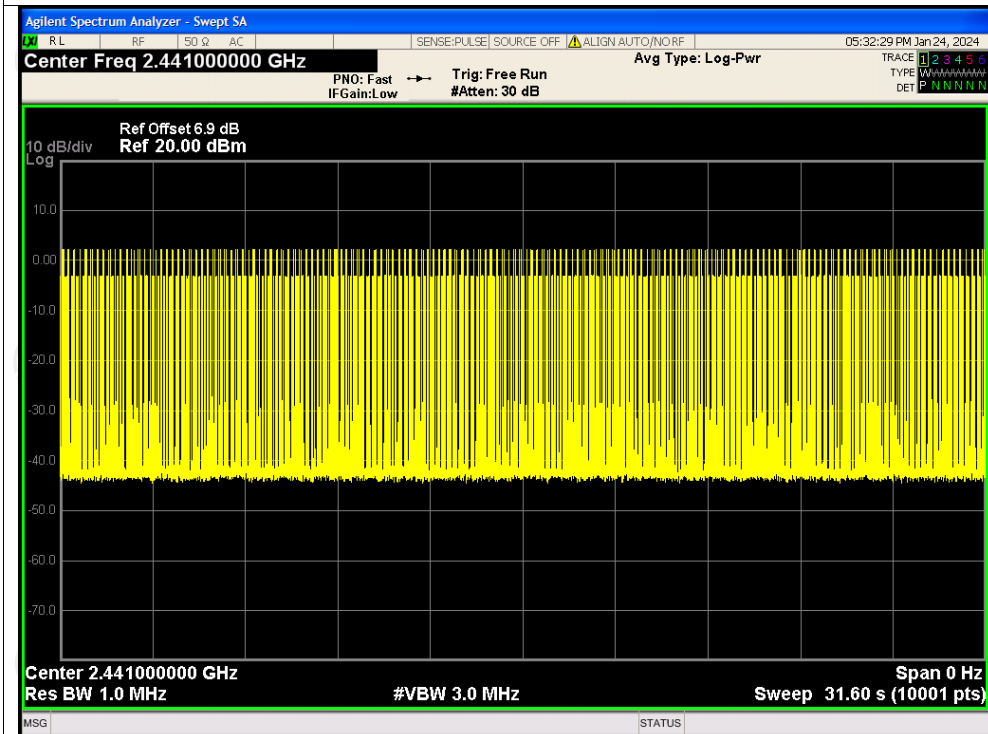 Agilent Spectrum Analyzer - Swept SA
LXI RL RF 50 Ω AC SENSE:PULSE SOURCE OFF ALIGN AUTO/NO RF 05:32:29 PM Jan 24, 2024
Center Freq 2.441000000 GHz
Avg Type: Log-Pwr
TRACE 1 2 3 4 5 6
PNO: Fast Trig: Free Run
TYPE W
IFGain:Low #Atten: 30 dB
DET P N N N N N
Ref Offset 6.9 dB
10 dB/div Ref 20.00 dBm
Log
10.0
0.00
-10.0
-20.0
-30.0
-40.0
-50.0
-60.0
-70.0
Center 2.441000000 GHz Span 0 Hz
Res BW 1.0 MHz #VBW 3.0 MHz Sweep 31.60 s (10001 pts)
MSG STATUS